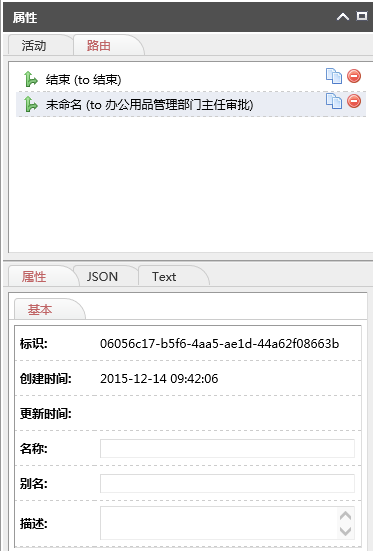 属性
活动 路由
结束 (to 结束)
未命名 (to 办公用品管理部门主任审批)
属性 JSON Text
基本
标识: 06056c17-b5f6-4aa5-ae1d-44a62f08663b
创建时间: 2015-12-14 09:42:06
更新时间:
名称:
别名:
描述: